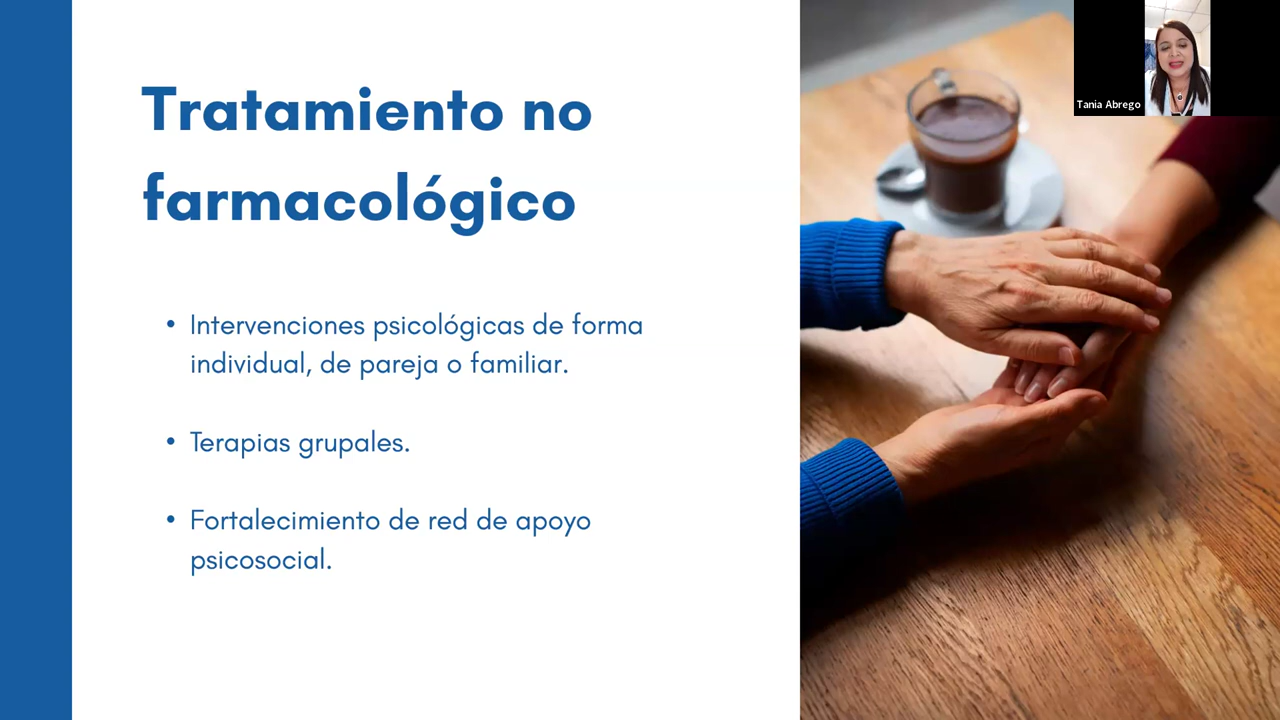 Tratamiento no
farmacológico
• Intervenciones psicológicas de forma
individual, de pareja o familiar.
• Terapias grupales.
• Fortalecimiento de red de apoyo
psicosocial.
Tania Abrego